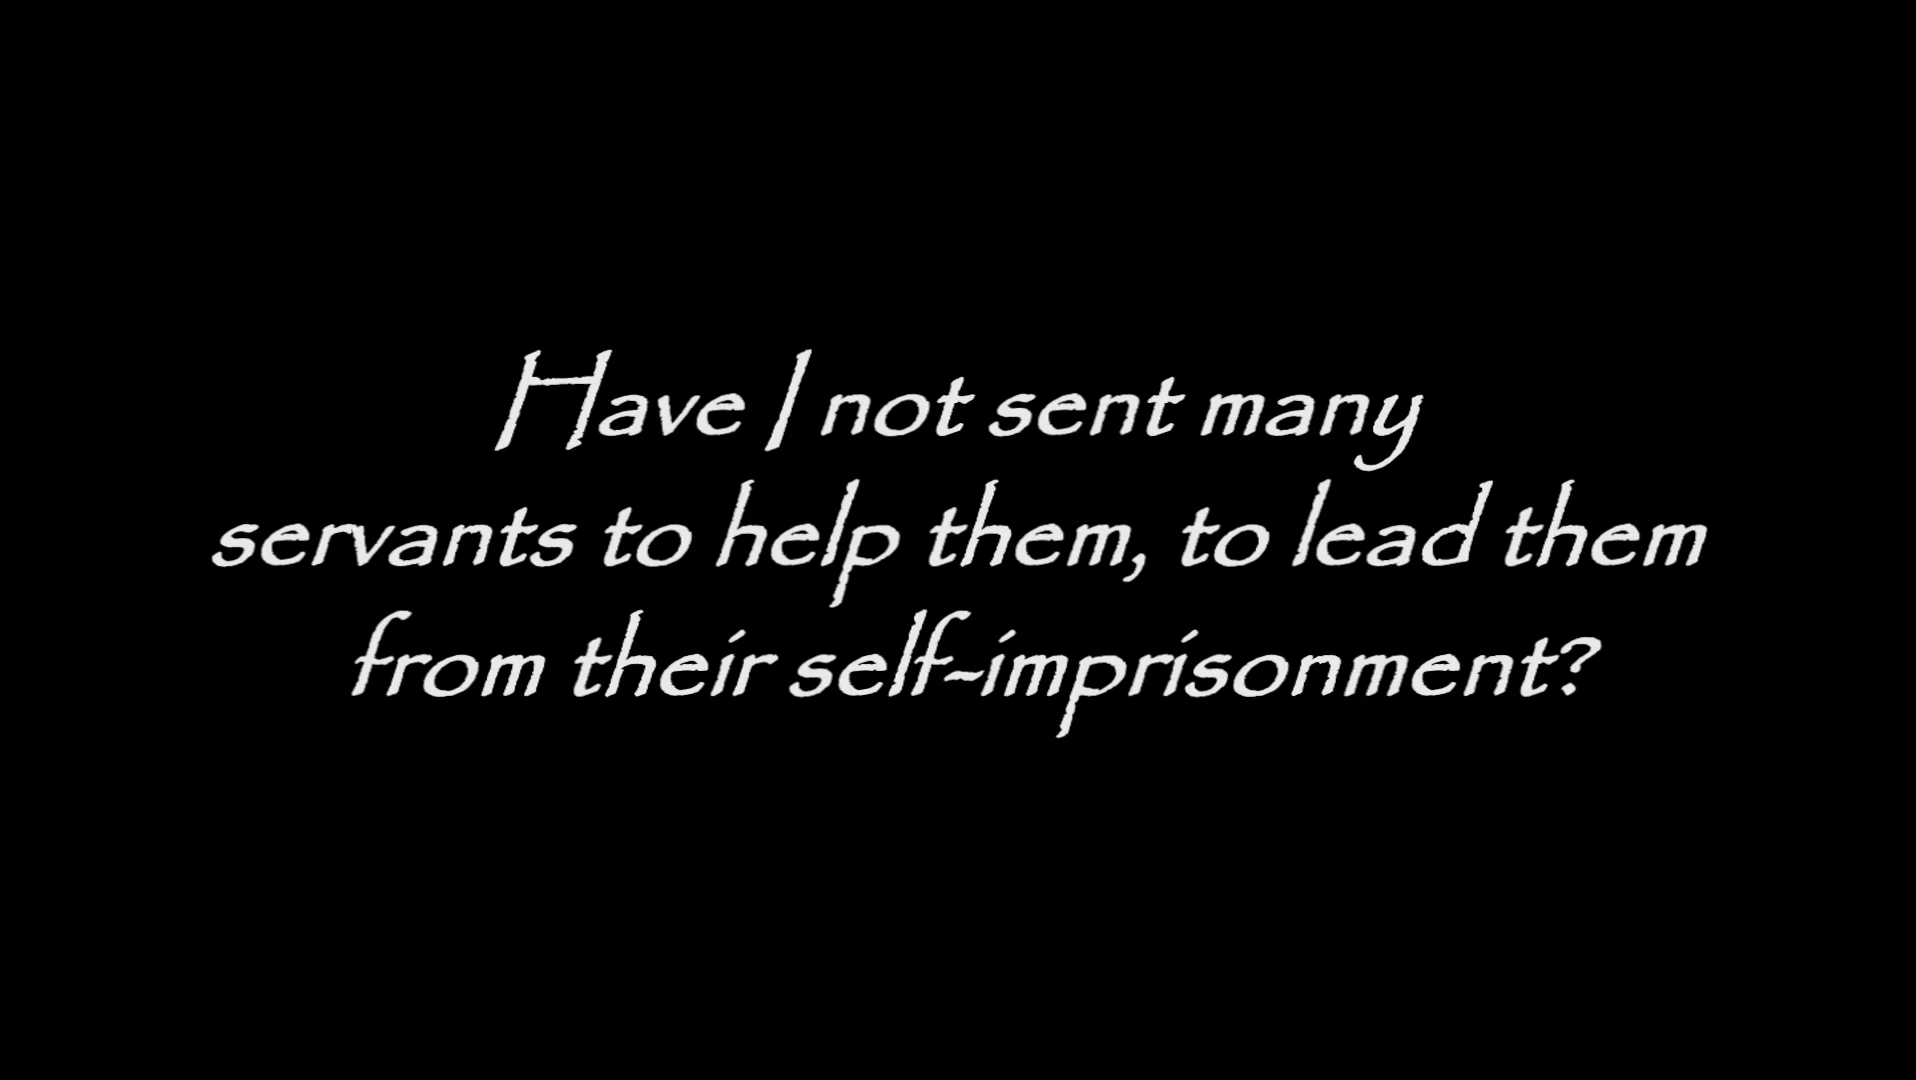 Have I not sent many
servants to help them, to lead them
from their self-imprisonment?